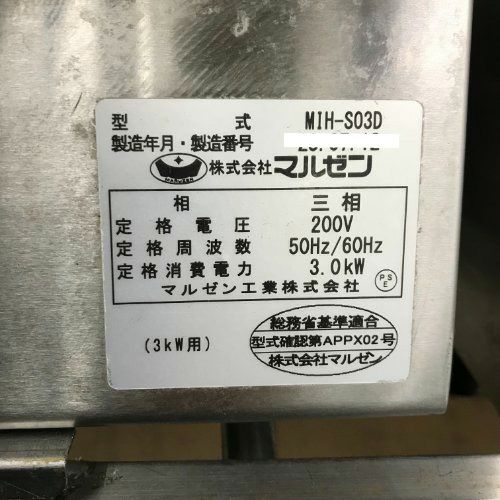 型式 MIH-S03D
製造年月・製造番号
株式会社マルゼン
相 三相
定格電圧 200V
定格周波数 50Hz/60Hz
定格消費電力 3.0kW
マルゼン工業株式会社
PS
E
(3kW用)
総務省基準適合
型式確認第APPX02号
株式会社マルゼン